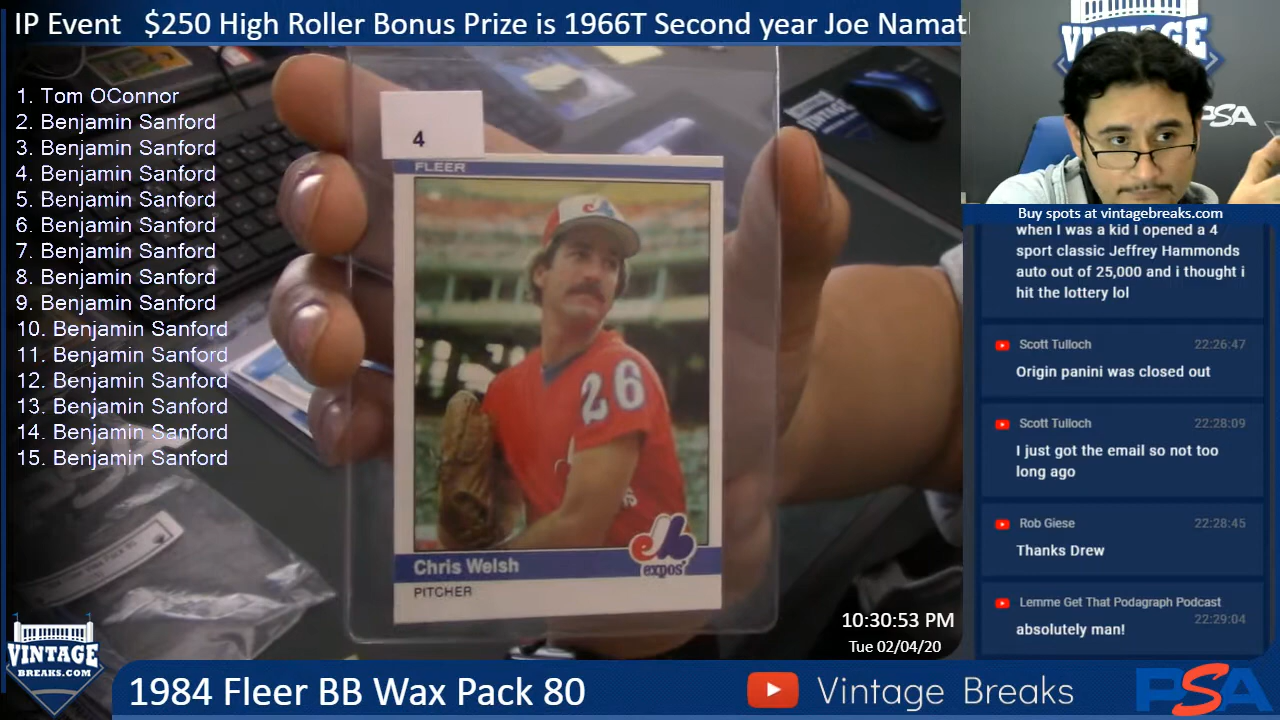 IP Event $250 High Roller Bonus Prize is 1966T Second year Joe Namath
1. Tom OConnor
2. Benjamin Sanford
3. Benjamin Sanford
4. Benjamin Sanford
5. Benjamin Sanford
6. Benjamin Sanford
7. Benjamin Sanford
8. Benjamin Sanford
9. Benjamin Sanford
10. Benjamin Sanford
11. Benjamin Sanford
12. Benjamin Sanford
13. Benjamin Sanford
14. Benjamin Sanford
15. Benjamin Sanford
4
FLEER
26
Chris Welsh
expos
PITCHER
VINTAGE
PSA
Buy spots at vintagebreaks.com
when I was a kid I opened a 4
sport classic Jeffrey Hammonds
auto out of 25,000 and i thought i
hit the lottery lol
Scott Tulloch 22:26:47
Origin panini was closed out
Scott Tulloch 22:28:09
I just got the email so not too
long ago
Rob Giese 22:28:45
Thanks Drew
Lemme Get That Podagraph Podcast
22:29:04
absolutely man!
10:30:53 PM
Tue 02/04/20
VINTAGE
BREAKS.COM
1984 Fleer BB Wax Pack 80
Vintage Breaks
PSA